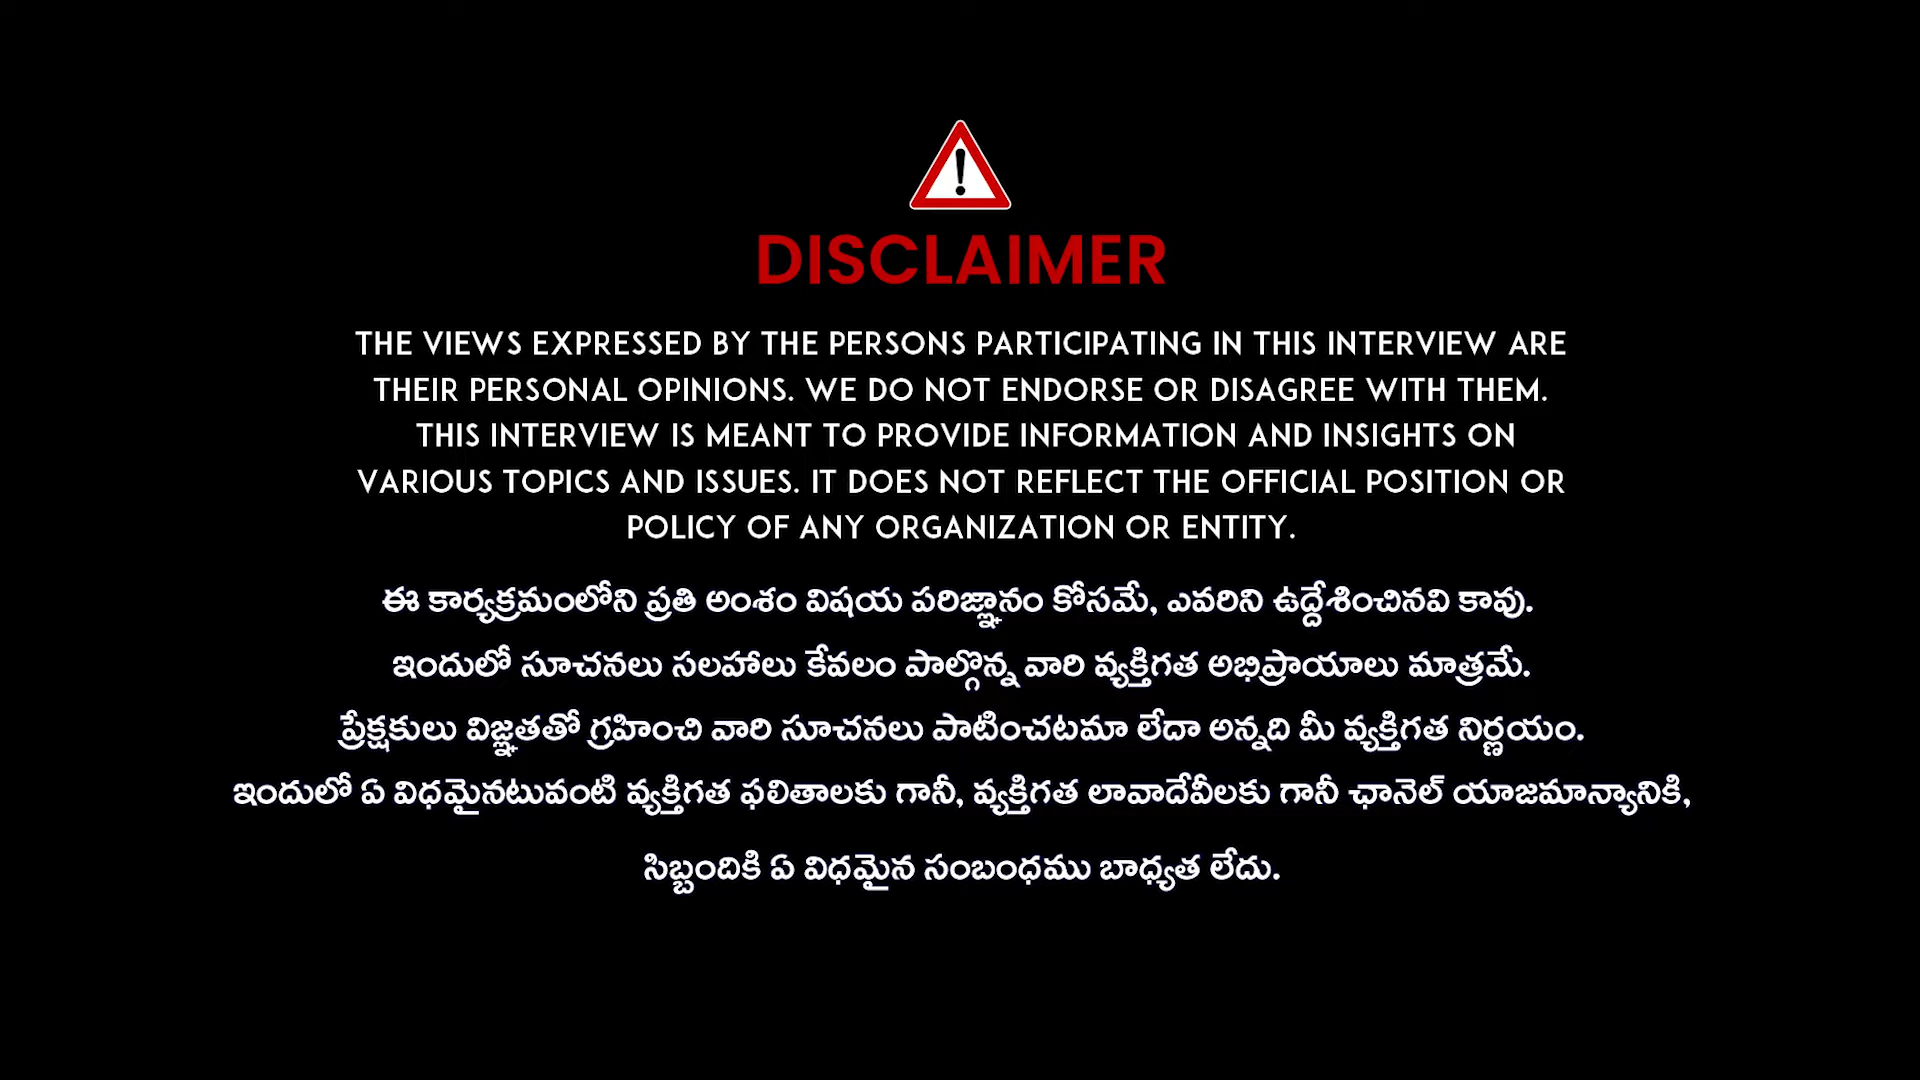 DISCLAIMER
THE VIEWS EXPRESSED BY THE PERSONS PARTICIPATING IN THIS INTERVIEW ARE
THEIR PERSONAL OPINIONS. WE DO NOT ENDORSE OR DISAGREE WITH THEM.
THIS INTERVIEW IS MEANT TO PROVIDE INFORMATION AND INSIGHTS ON
VARIOUS TOPICS AND ISSUES. IT DOES NOT REFLECT THE OFFICIAL POSITION OR
POLICY OF ANY ORGANIZATION OR ENTITY.
ఈ కార్యక్రమంలోని ప్రతి అంశం విషయ పరిజ్ఞానం కోసమే, ఎవరిని ఉద్దేశించినవి కావు.
ఇందులో సూచనలు సలహాలు కేవలం పాల్గొన్న వారి వ్యక్తిగత అభిప్రాయాలు మాత్రమే.
ప్రేక్షకులు విజ్ఞతతో గ్రహించి వారి సూచనలు పాటించటమా లేదా అన్నది మీ వ్యక్తిగత నిర్ణయం.
ఇందులో ఏ విధమైనటువంటి వ్యక్తిగత ఫలితాలకు గానీ, వ్యక్తిగత లావాదేవీలకు గానీ ఛానెల్ యాజమాన్యానికి,
సిబ్బందికి ఏ విధమైన సంబంధము బాధ్యత లేదు.